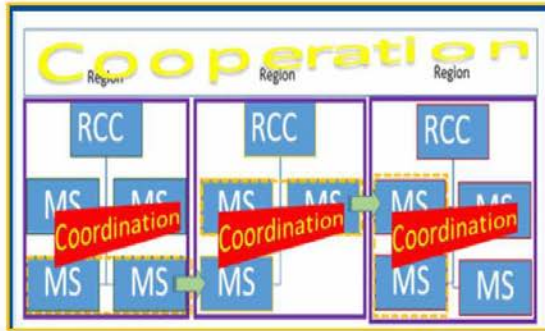 Cooperation
Region Region Region
RCC RCC RCC
MS MS MS MS MS MS
Coordination Coordination Coordination
MS MS MS MS MS